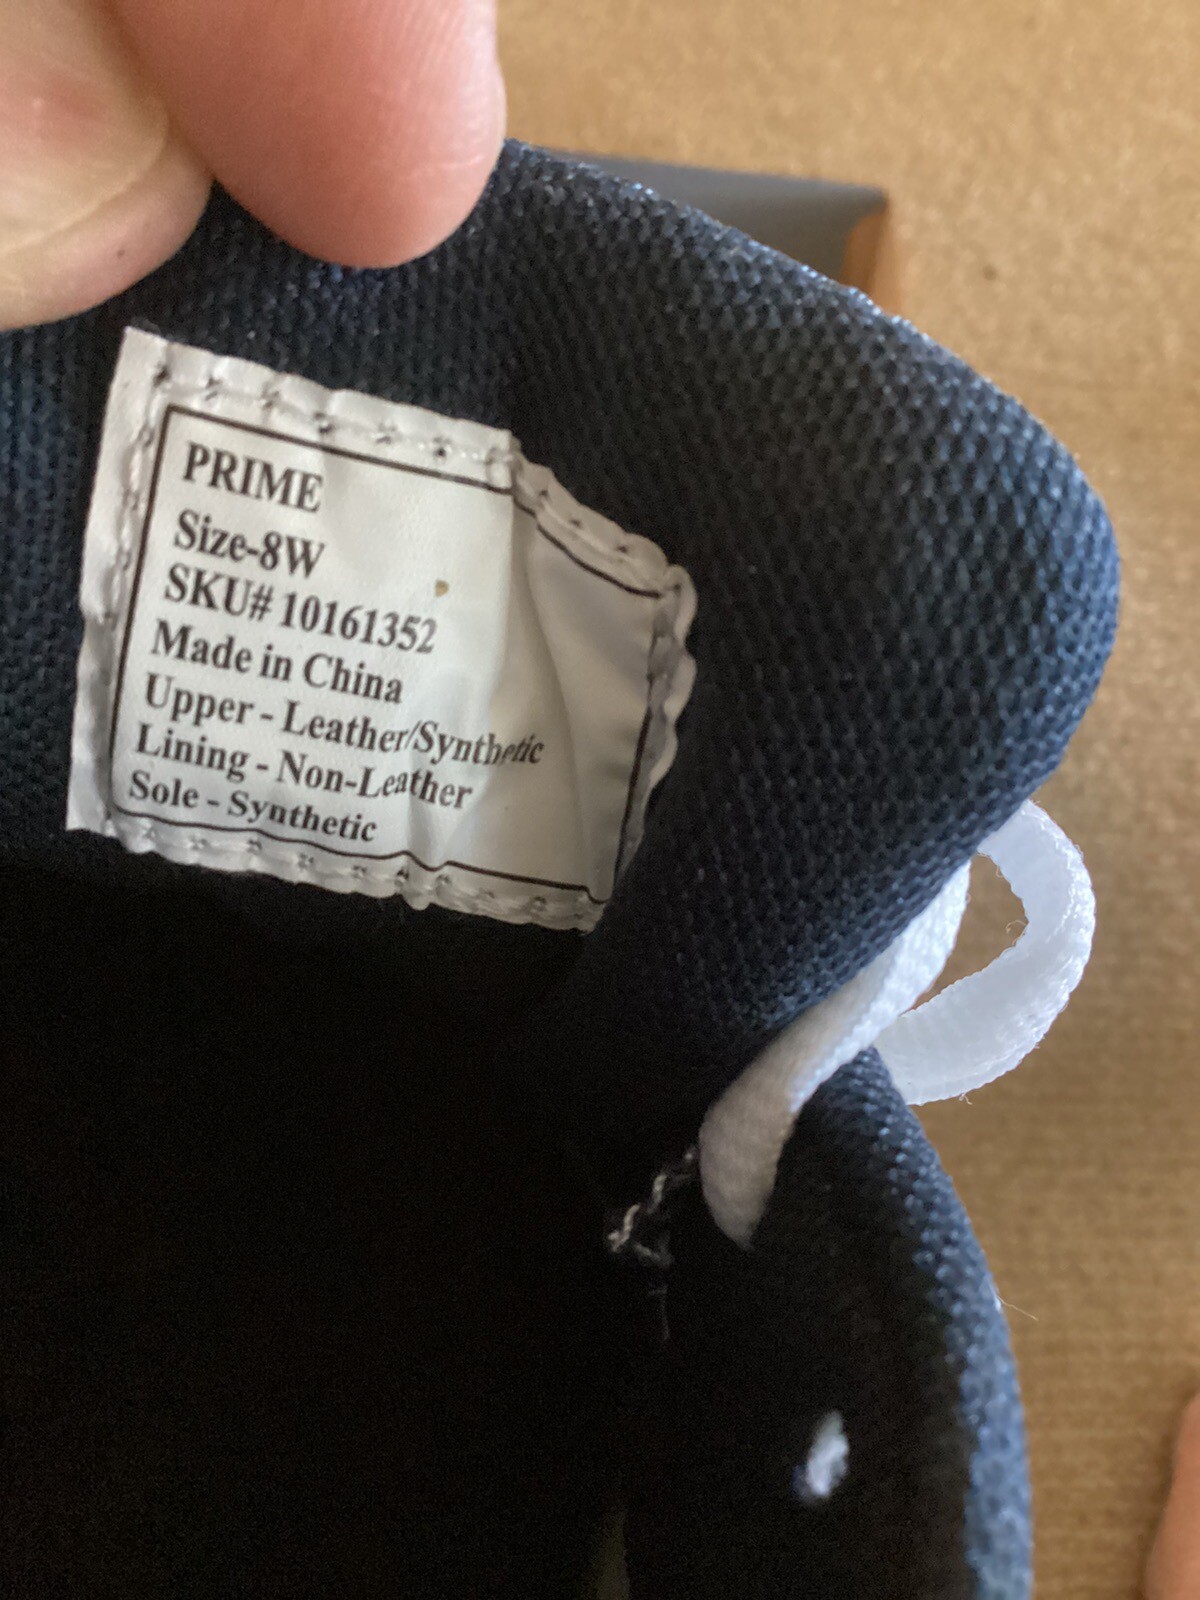 PRIME
Size-8W
SKU# 10161352
Made in China
Upper - Leather/Synthetic
Lining - Non-Leather
Sole - Synthetic